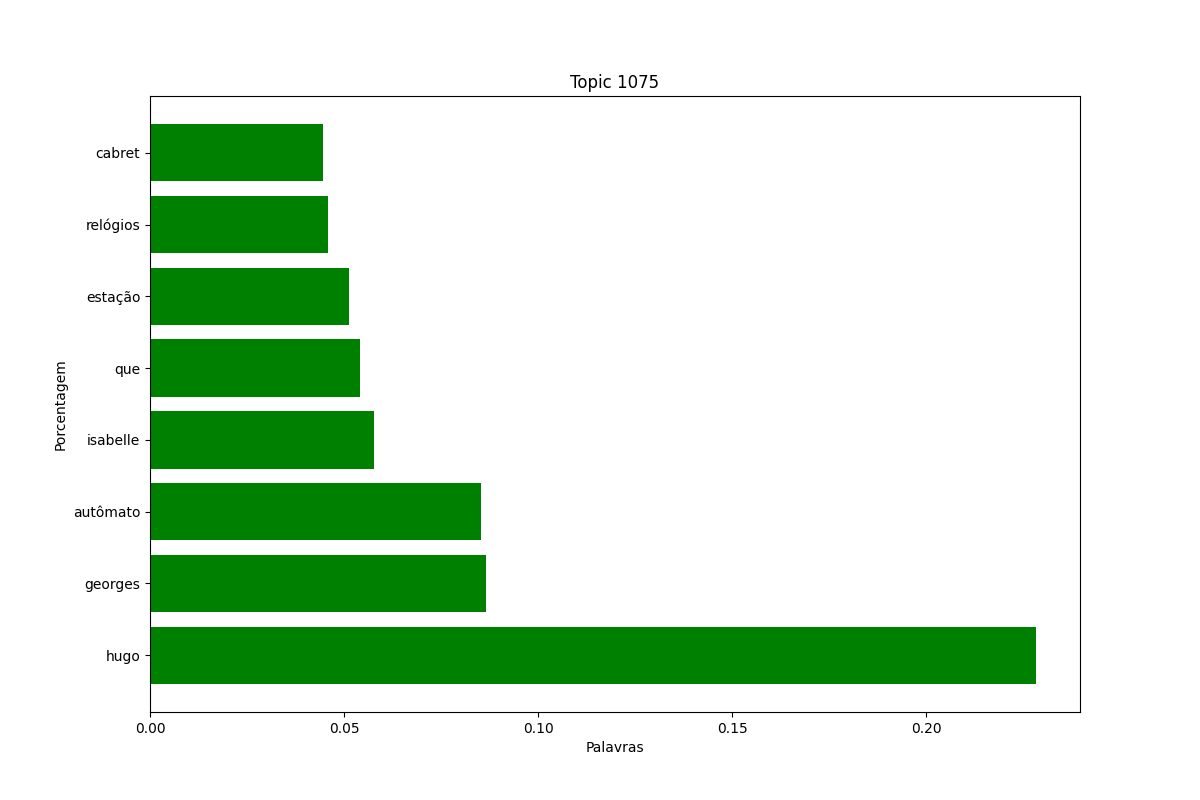 Topic 1075
cabret
relógios
estação
que
isabelle
autômato
georges
hugo
Porcentagem
0.00 0.05 0.10 0.15 0.20
Palavras